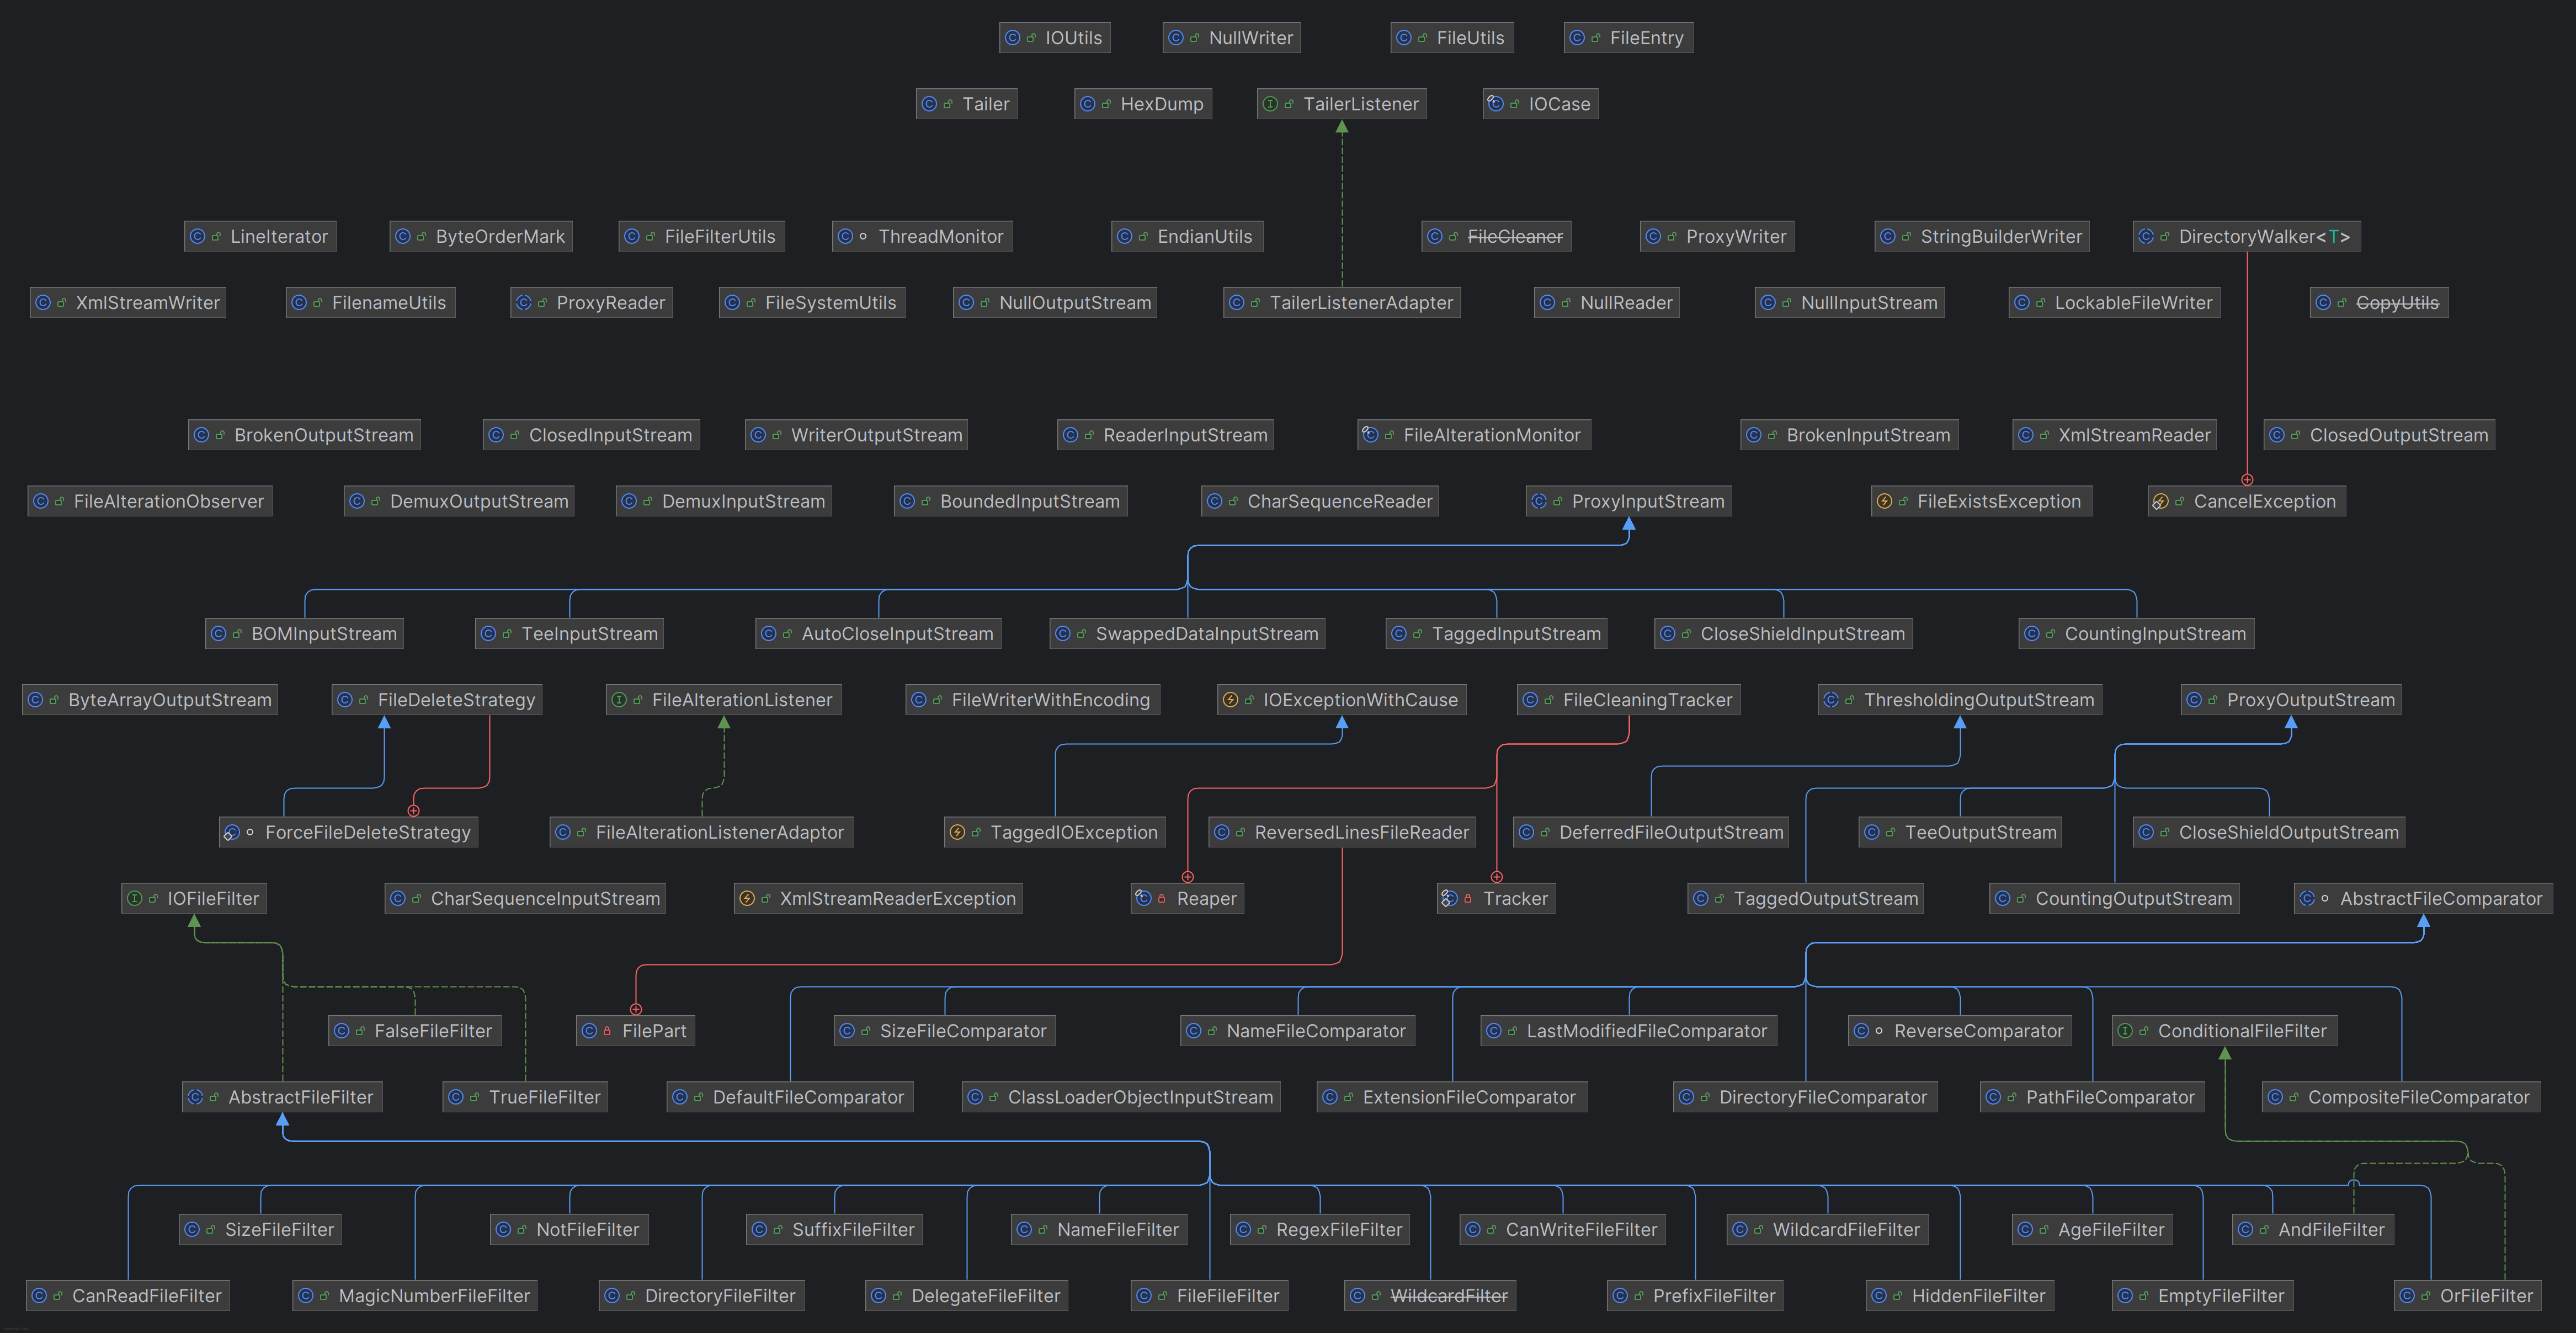 IOUtils
NullWriter
FileUtils
FileEntry
Tailer
HexDump
TailerListener
IOCase
LineIterator
ByteOrderMark
FileFilterUtils
ThreadMonitor
EndianUtils
FileCleaner
ProxyWriter
StringBuilderWriter
DirectoryWalker<T>
XmlStreamWriter
FilenameUtils
ProxyReader
FileSystemUtils
NullOutputStream
TailerListenerAdapter
NullReader
NullInputStream
LockableFileWriter
CopyUtils
BrokenOutputStream
ClosedInputStream
WriterOutputStream
ReaderInputStream
FileAlterationMonitor
BrokenInputStream
XmlStreamReader
ClosedOutputStream
FileAlterationObserver
DemuxOutputStream
DemuxInputStream
BoundedInputStream
CharSequenceReader
ProxyInputStream
FileExistsException
CancelException
BOMInputStream
TeeInputStream
AutoCloseInputStream
SwappedDataInputStream
TaggedInputStream
CloseShieldInputStream
CountingInputStream
ByteArrayOutputStream
FileDeleteStrategy
FileAlterationListener
FileWriterWithEncoding
IOExceptionWithCause
FileCleaningTracker
ThresholdingOutputStream
ProxyOutputStream
ForceFileDeleteStrategy
FileAlterationListenerAdaptor
TaggedIOException
ReversedLinesFileReader
DeferredFileOutputStream
TeeOutputStream
CloseShieldOutputStream
IOFileFilter
CharSequenceInputStream
XmlStreamReaderException
Reaper
Tracker
TaggedOutputStream
CountingOutputStream
AbstractFileComparator
FalseFileFilter
FilePart
SizeFileComparator
NameFileComparator
LastModifiedFileComparator
ReverseComparator
ConditionalFileFilter
AbstractFileFilter
TrueFileFilter
DefaultFileComparator
ClassLoaderObjectInputStream
ExtensionFileComparator
DirectoryFileComparator
PathFileComparator
CompositeFileComparator
SizeFileFilter
NotFileFilter
SuffixFileFilter
NameFileFilter
RegexFileFilter
CanWriteFileFilter
WildcardFileFilter
AgeFileFilter
AndFileFilter
CanReadFileFilter
MagicNumberFileFilter
DirectoryFileFilter
DelegateFileFilter
FileFileFilter
WildcardFilter
PrefixFileFilter
HiddenFileFilter
EmptyFileFilter
OrFileFilter